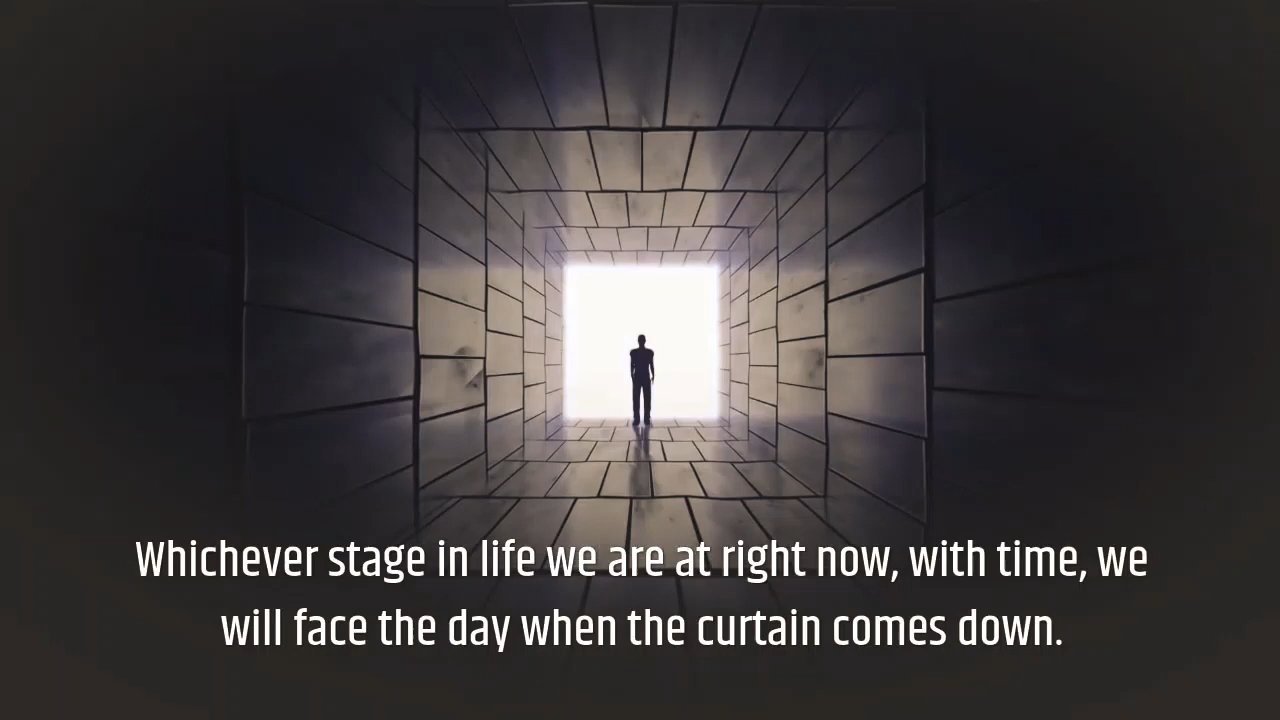 Whichever stage in life we are at right now, with time, we
will face the day when the curtain comes down.